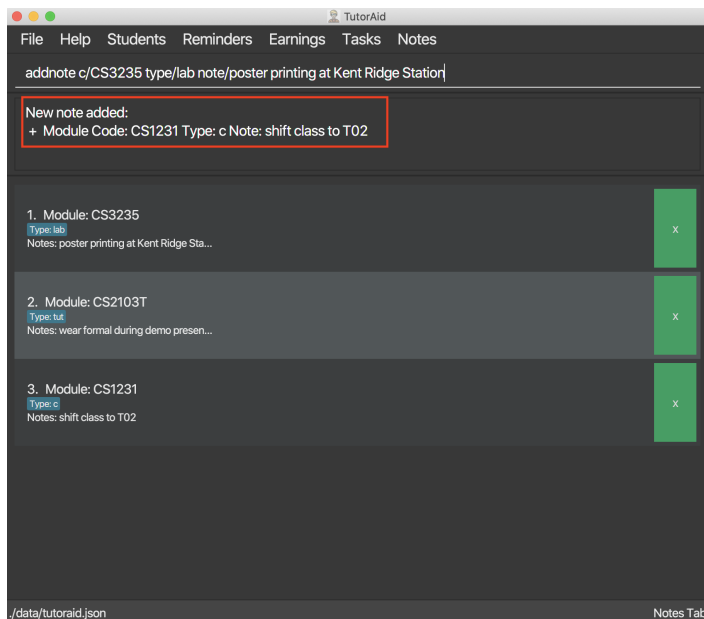 TutorAid
File Help Students Reminders Earnings Tasks Notes
addnote c/CS3235 type/lab note/poster printing at Kent Ridge Station
New note added:
+ Module Code: CS1231 Type: c Note: shift class to T02
1. Module: CS3235
Type: lab
Notes: poster printing at Kent Ridge Sta...
X
2. Module: CS2103T
Type: tut
Notes: wear formal during demo presen...
X
3. Module: CS1231
Type: c
Notes: shift class to T02
X
./data/tutoraid.json
Notes Tab